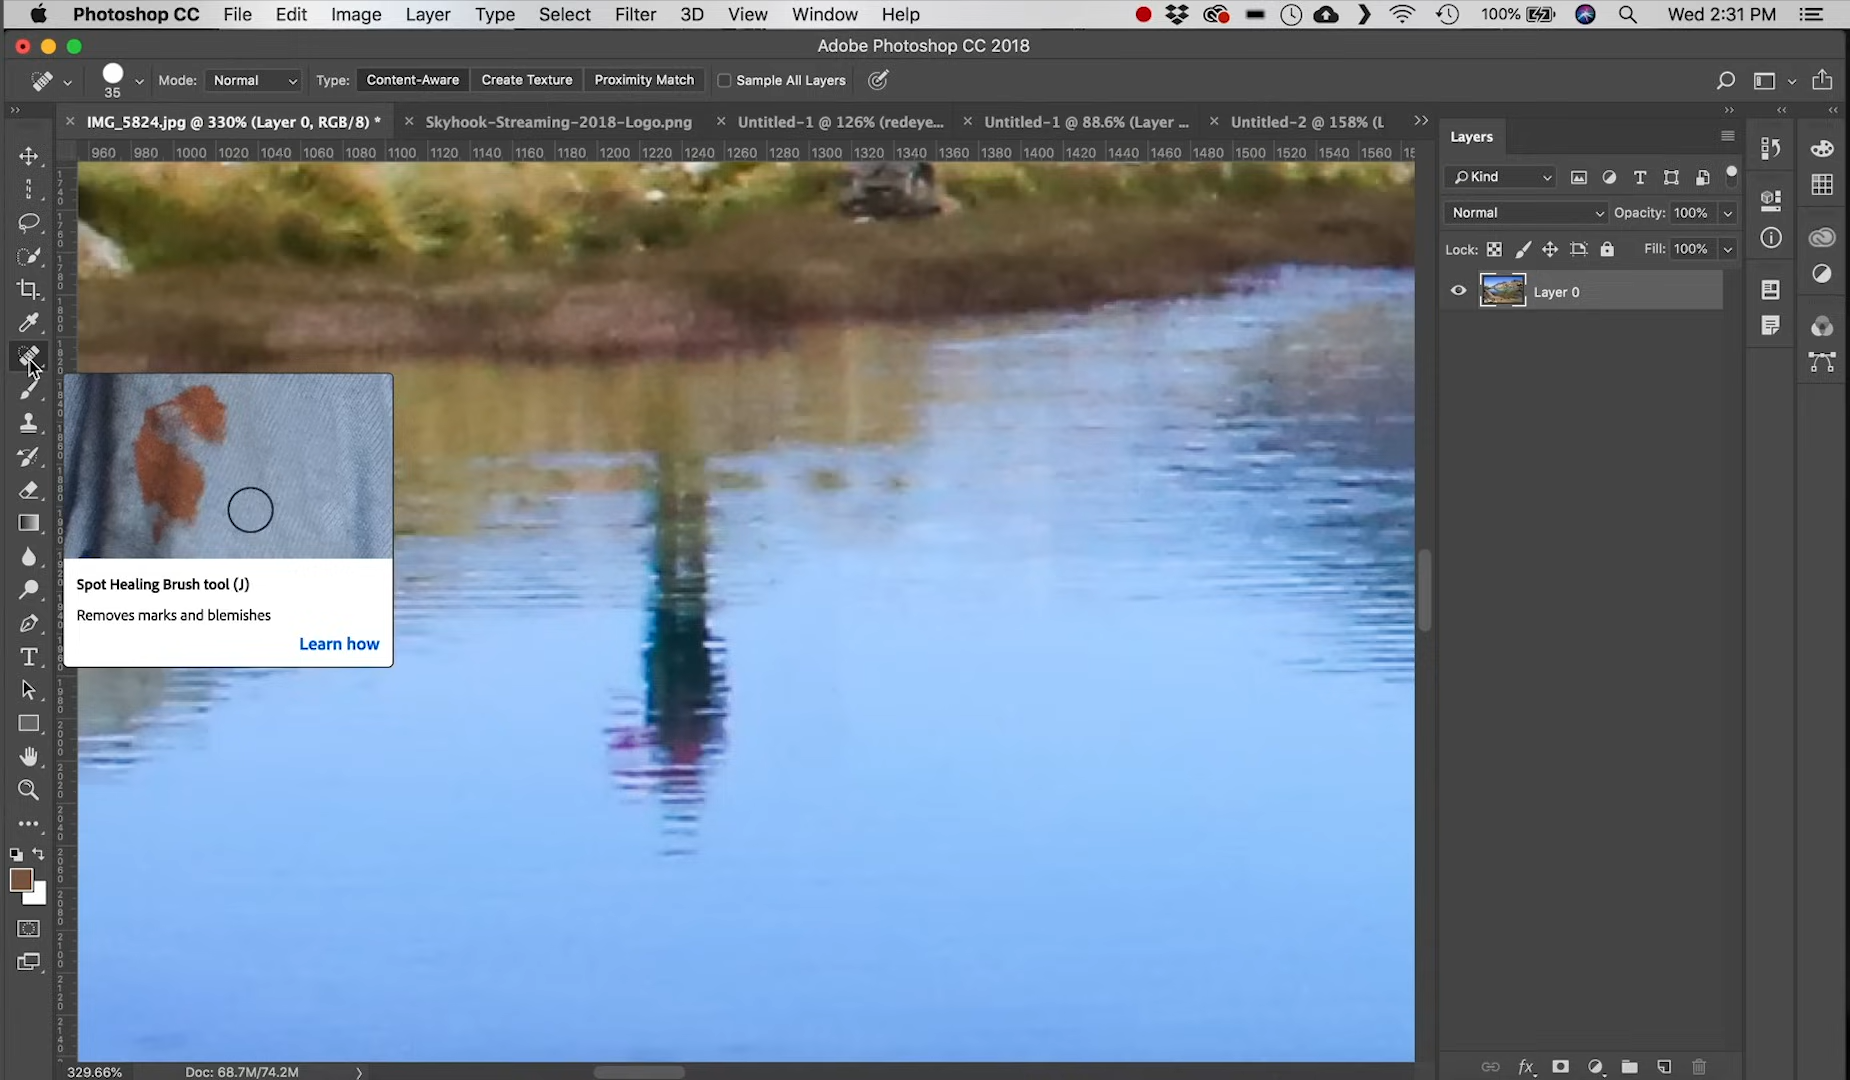 Photoshop CC File Edit Image Layer Type Select Filter 3D View Window Help 100% Wed 2:31 PM
Adobe Photoshop CC 2018
35 Mode: Normal Type: Content-Aware Create Texture Proximity Match Sample All Layers
IMG_5824.jpg @ 330% (Layer 0, RGB/8) * Skyhook-Streaming-2018-Logo.png Untitled-1 @ 126% (redeye... Untitled-1 @ 88.6% (Layer ... Untitled-2 @ 158% (L
Layers
960 980 1000 1020 1040 1060 1080 1100 1120 1140 1160 1180 1200 1220 1240 1260 1280 1300 1320 1340 1360 1380 1400 1420 1440 1460 1480 1500 1520 1540 1560
Kind
Normal Opacity: 100%
Lock: Fill: 100%
Layer 0
Spot Healing Brush tool (J)
Removes marks and blemishes
Learn how
329.66% Doc: 68.7M/74.2M
fx